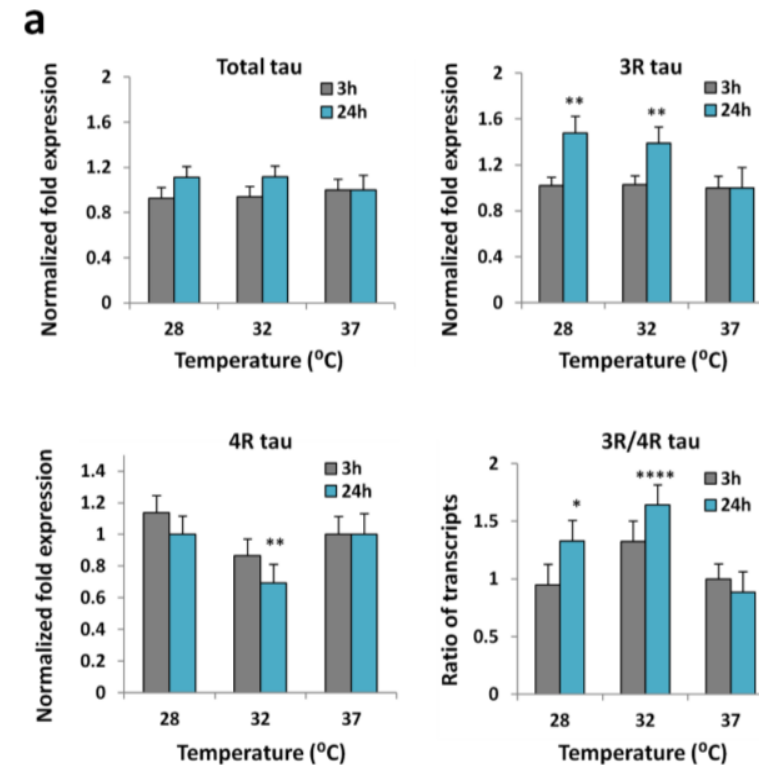 a
Total tau
Normalized fold expression
2
1.6
1.2
0.8
0.4
0
3h
24h
28 32 37
Temperature (⁰C)
3R tau
Normalized fold expression
2
1.6
1.2
0.8
0.4
0
3h
24h
** **
28 32 37
Temperature (⁰C)
4R tau
Normalized fold expression
1.4
1.2
1
0.8
0.6
0.4
0.2
0
3h
24h
**
28 32 37
Temperature (⁰C)
3R/4R tau
Ratio of transcripts
2
1.5
1
0.5
0
3h
24h
* ****
28 32 37
Temperature (⁰C)